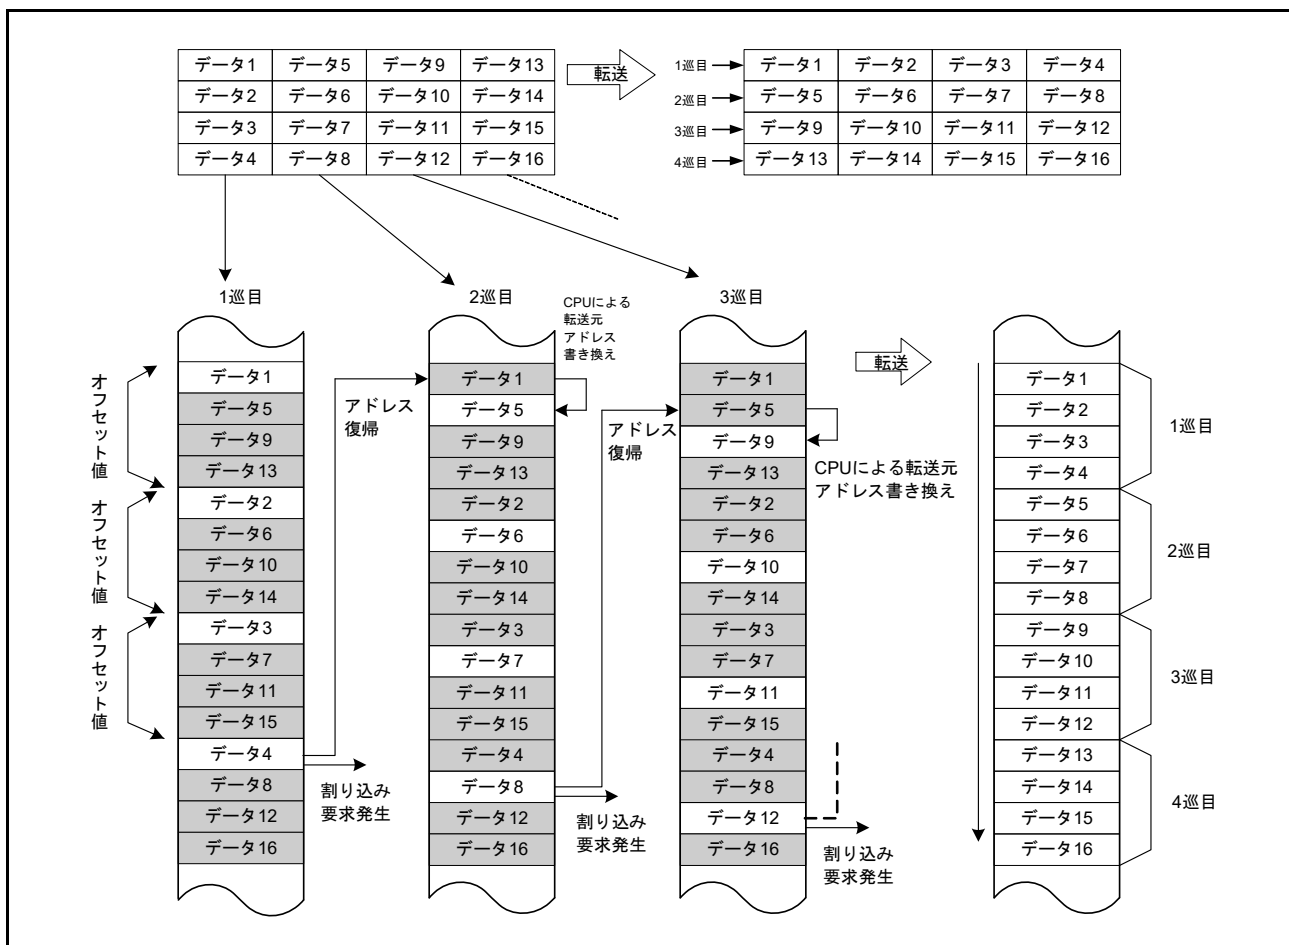 データ1 データ5 データ9 データ13
データ2 データ6 データ10 データ14
データ3 データ7 データ11 データ15
データ4 データ8 データ12 データ16
転送
1巡目 データ1 データ2 データ3 データ4
2巡目 データ5 データ6 データ7 データ8
3巡目 データ9 データ10 データ11 データ12
4巡目 データ13 データ14 データ15 データ16
1巡目
オフセット値
オフセット値
オフセット値
データ1
データ5
データ9
データ13
データ2
データ6
データ10
データ14
データ3
データ7
データ11
データ15
データ4
データ8
データ12
データ16
アドレス
復帰
割り込み
要求発生
2巡目
CPUによる
転送元
アドレス
書き換え
データ1
データ5
データ9
データ13
データ2
データ6
データ10
データ14
データ3
データ7
データ11
データ15
データ4
データ8
データ12
データ16
アドレス
復帰
割り込み
要求発生
3巡目
データ1
データ5
データ9
データ13
データ2
データ6
データ10
データ14
データ3
データ7
データ11
データ15
データ4
データ8
データ12
データ16
CPUによる転送元
アドレス書き換え
割り込み
要求発生
転送
データ1
データ2
データ3
データ4
データ5
データ6
データ7
データ8
データ9
データ10
データ11
データ12
データ13
データ14
データ15
データ16
1巡目
2巡目
3巡目
4巡目